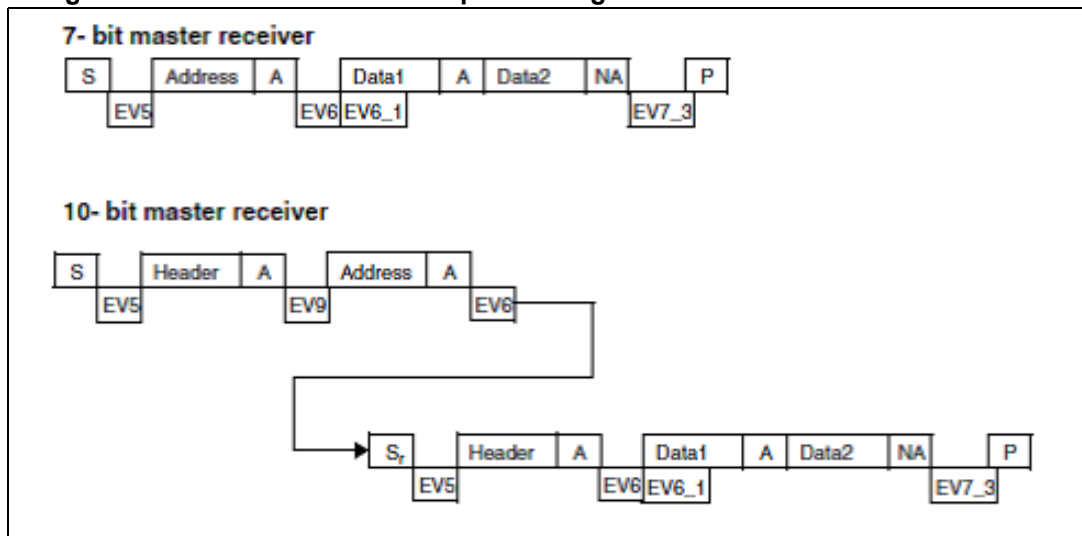 7- bit master receiver
S Address A Data1 A Data2 NA P
EV5 EV6 EV6_1 EV7_3
10- bit master receiver
S Header A Address A
EV5 EV9 EV6
Sr Header A Data1 A Data2 NA P
EV5 EV6 EV6_1 EV7_3